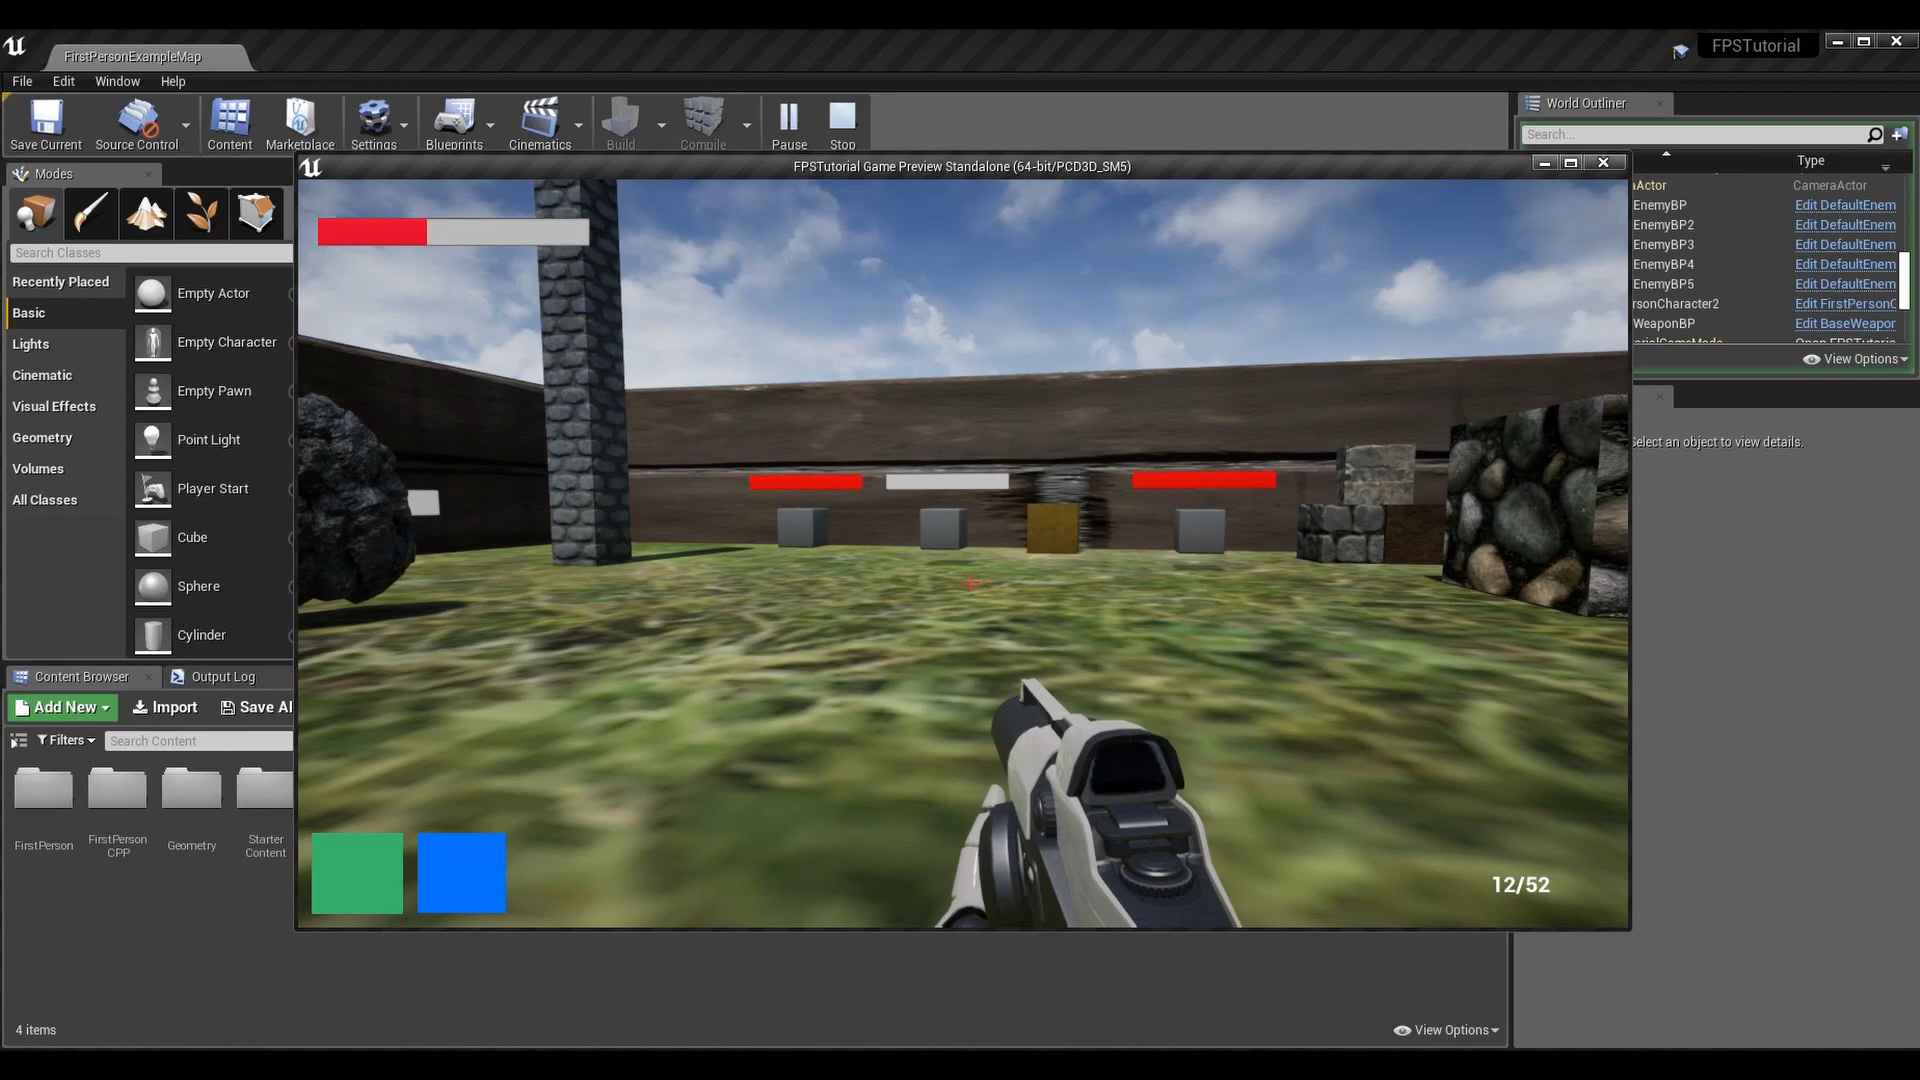 FirstPersonExampleMap
FPSTutorial
File Edit Window Help
Save Current Source Control Content Marketplace Settings Blueprints Cinematics Build Compile Pause Stop
World Outliner
Search...
Type
Actor CameraActor
EnemyBP Edit DefaultEnem
EnemyBP2 Edit DefaultEnem
EnemyBP3 Edit DefaultEnem
EnemyBP4 Edit DefaultEnem
EnemyBP5 Edit DefaultEnem
rsonCharacter2 Edit FirstPersonC
WeaponBP Edit BaseWeapon
View Options
Select an object to view details.
FPSTutorial Game Preview Standalone (64-bit/PCD3D_SM5)
12/52
Modes
Search Classes
Recently Placed
Basic
Lights
Cinematic
Visual Effects
Geometry
Volumes
All Classes
Empty Actor
Empty Character
Empty Pawn
Point Light
Player Start
Cube
Sphere
Cylinder
Content Browser Output Log
Add New Import Save Al
Filters Search Content
FirstPerson
FirstPerson
CPP
Geometry
Starter
Content
4 items View Options